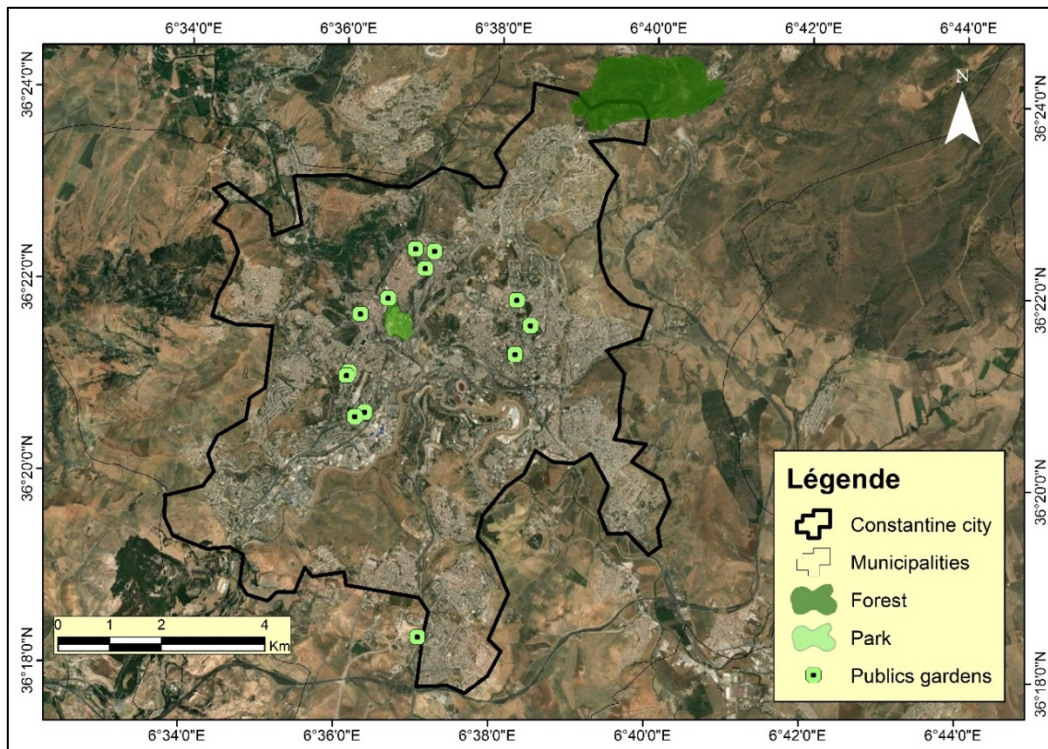 6°34'0"E 6°36'0"E 6°38'0"E 6°40'0"E 6°42'0"E 6°44'0"E
36°24'0"N
36°24'0"N
N
36°22'0"N
36°22'0"N
36°20'0"N
36°20'0"N
Légende
Constantine city
Municipalities
Forest
Park
Publics gardens
0 1 2 4
Km
36°18'0"N
36°18'0"N
6°34'0"E 6°36'0"E 6°38'0"E 6°40'0"E 6°42'0"E 6°44'0"E